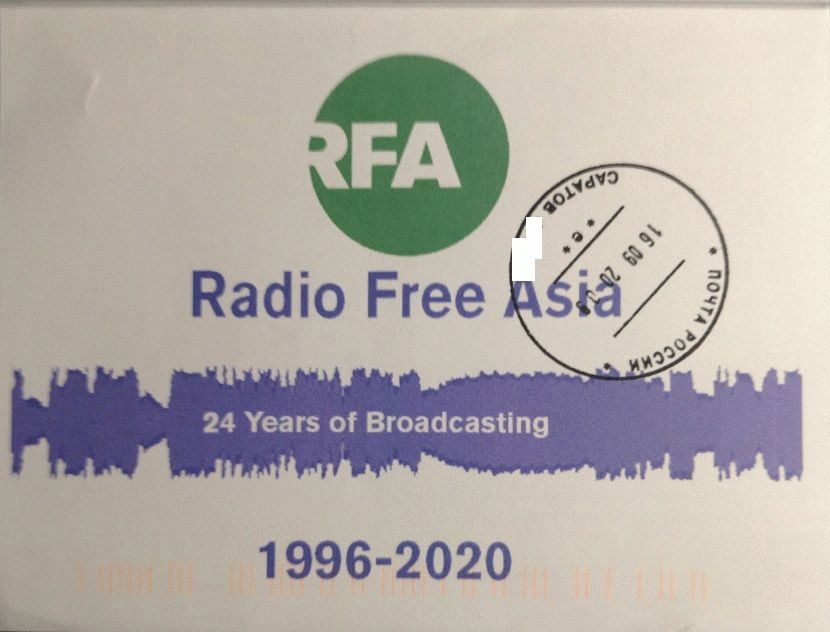 RFA
Radio Free Asia
24 Years of Broadcasting
1996-2020
САРАТОВ
* е *
16 09 20
* ПОЧТА РОССИИ *